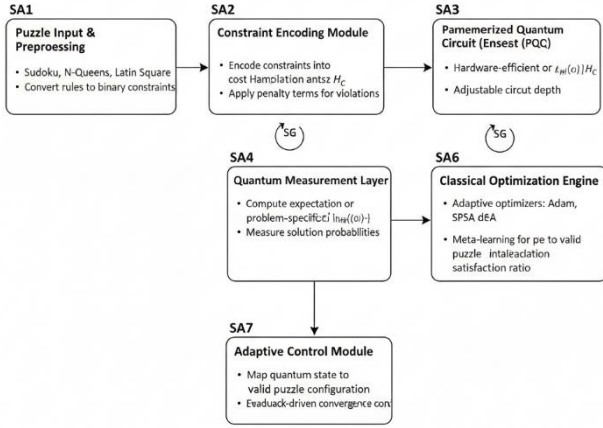 SA1
Puzzle Input &
Preproessing
• Sudoku, N-Queens, Latin Square
• Convert rules to binary constraints
SA2
Constraint Encoding Module
• Encode constraints into
cost Hamplation antsz H_C
• Apply penalty terms for violations
SA3
Pamemerized Quantum
Circuit (Ensest (PQC)
• Hardware-efficient or
• Adjustable circut depth
SG
SG
SA4
Quantum Measurement Layer
• Compute expectation or
problem-specific
• Measure solution probabilities
SA6
Classical Optimization Engine
• Adaptive optimizers: Adam,
SPSA dEA
• Meta-learning for pe to valid
puzzle intaleaclation
satisfaction ratio
SA7
Adaptive Control Module
• Map quantum state to
valid puzzle configuration
• Evaduack-driven convergence cont